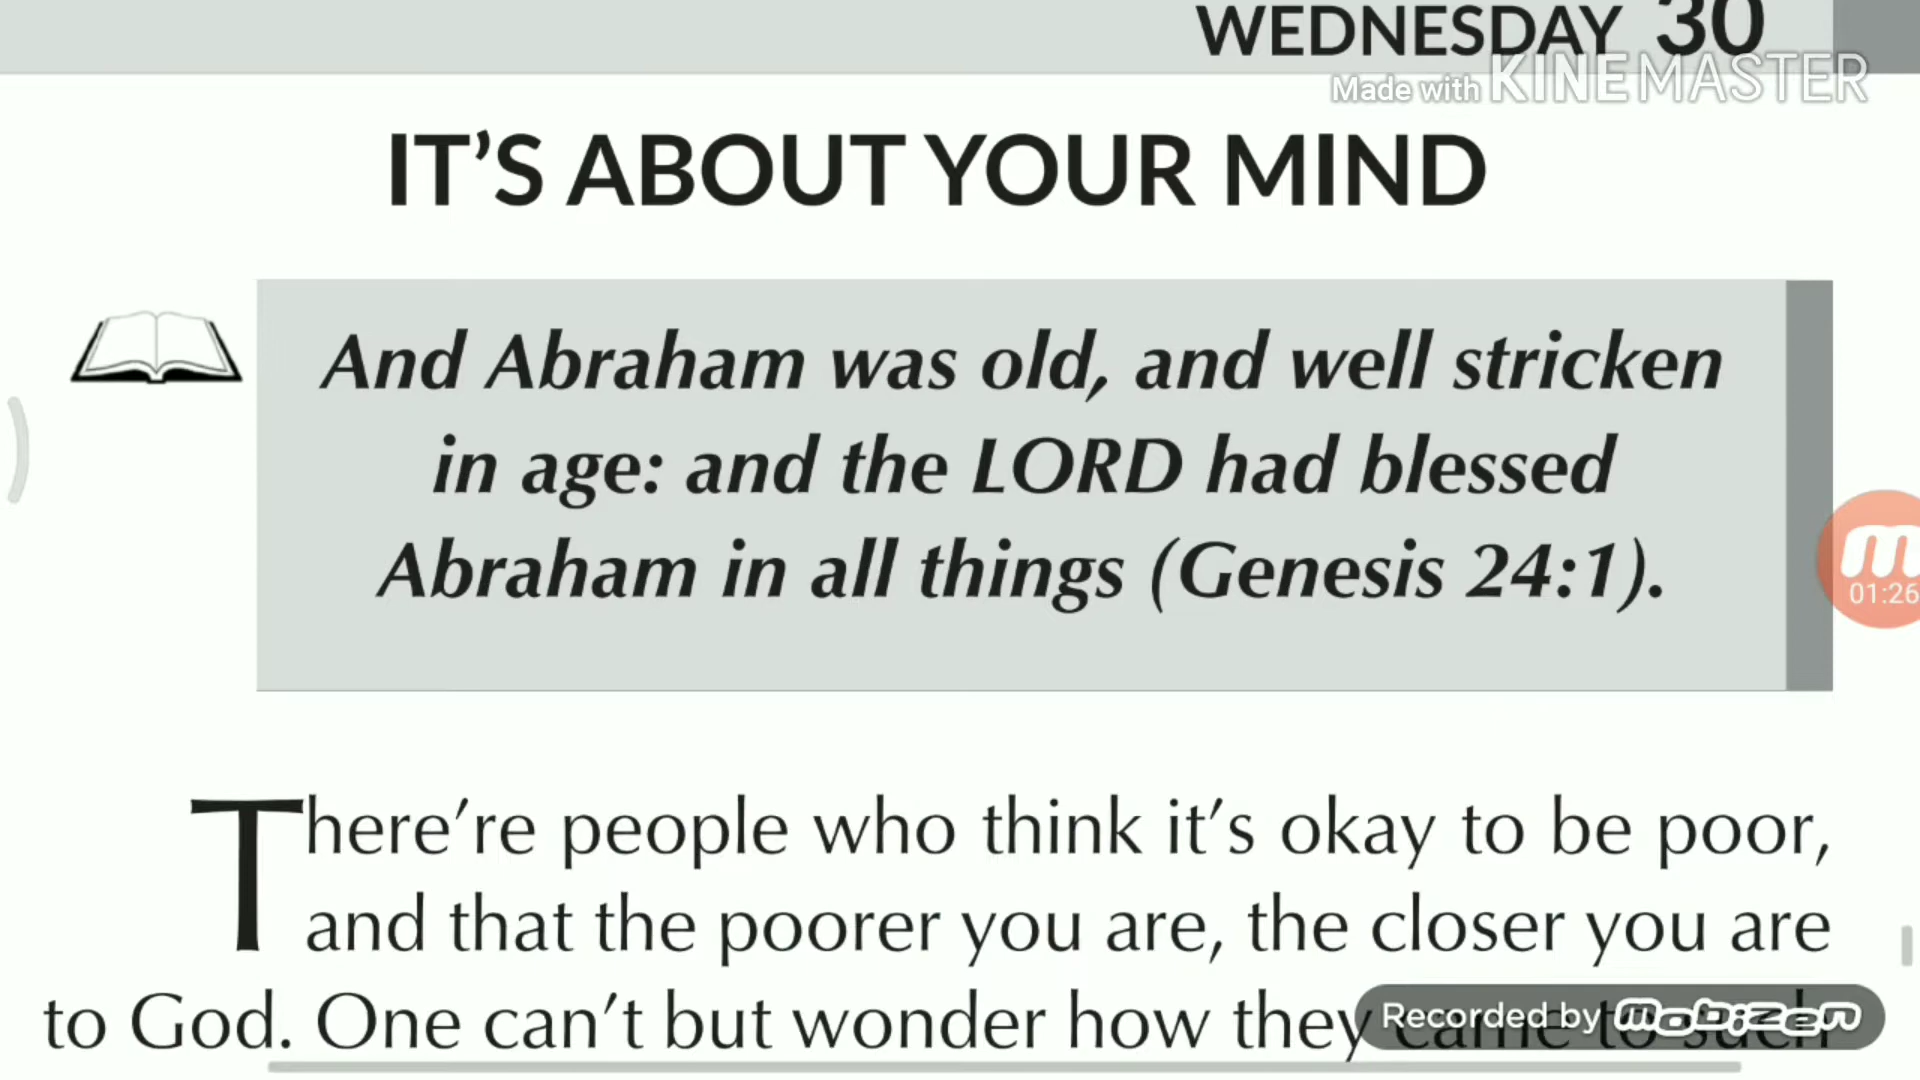 WEDNESDAY 30
Made with KINEMASTER
IT’S ABOUT YOUR MIND
And Abraham was old, and well stricken
in age: and the LORD had blessed
Abraham in all things (Genesis 24:1).
01:26
There’re people who think it’s okay to be poor,
and that the poorer you are, the closer you are
to God. One can’t but wonder how they came to such
Recorded by Mobizen